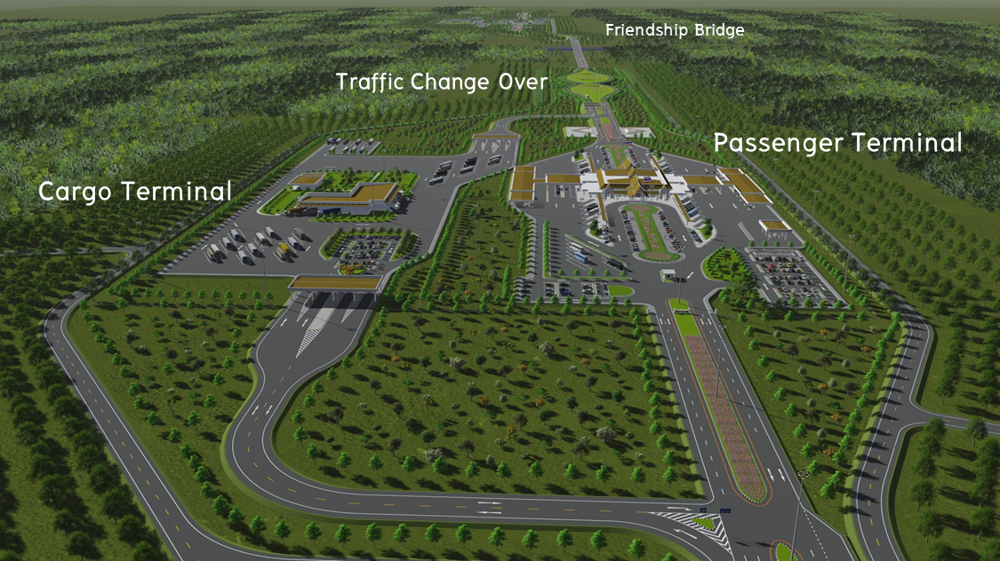 Friendship Bridge
Traffic Change Over
Passenger Terminal
Cargo Terminal